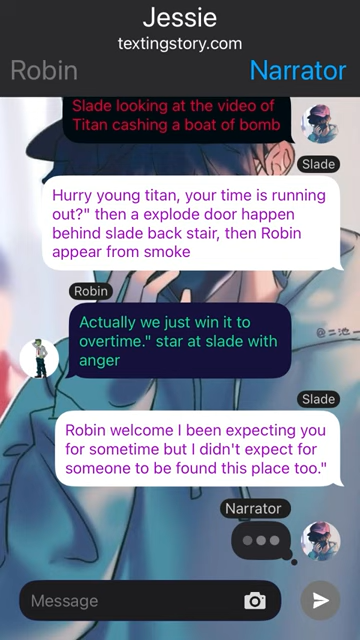 Jessie
textingstory.com
Robin
Narrator
Slade looking at the video of
Titan cashing a boat of bomb
Slade
Hurry young titan, your time is running
out?" then a explode door happen
behind slade back stair, then Robin
appear from smoke
Robin
Actually we just win it to
overtime." star at slade with
anger
Slade
Robin welcome I been expecting you
for sometime but I didn't expect for
someone to be found this place too."
Narrator
Message